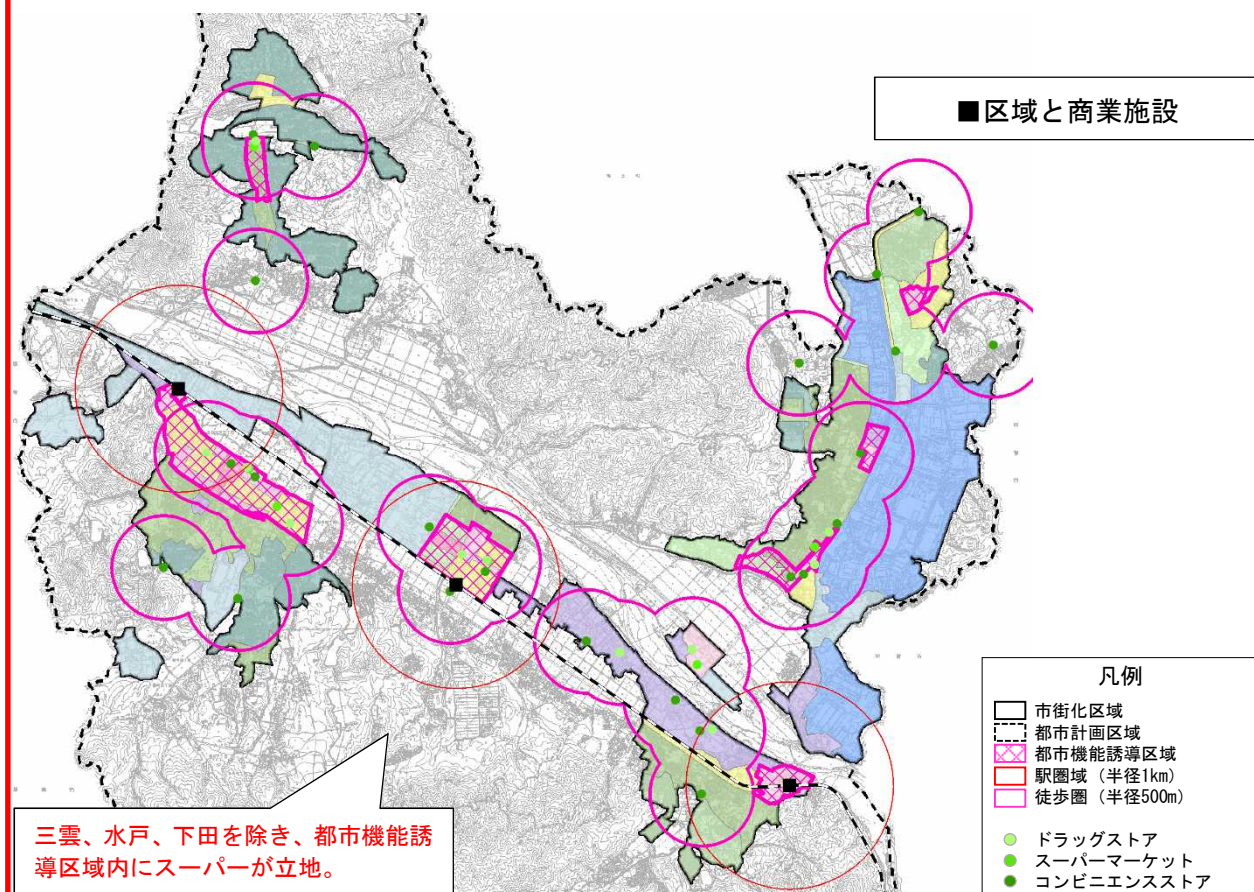 ■区域と商業施設
三雲、水戸、下田を除き、都市機能誘
導区域内にスーパーが立地。
凡例
市街化区域
都市計画区域
都市機能誘導区域
駅圏域（半径1km）
徒歩圏（半径500m）
ドラッグストア
スーパーマーケット
コンビニエンスストア